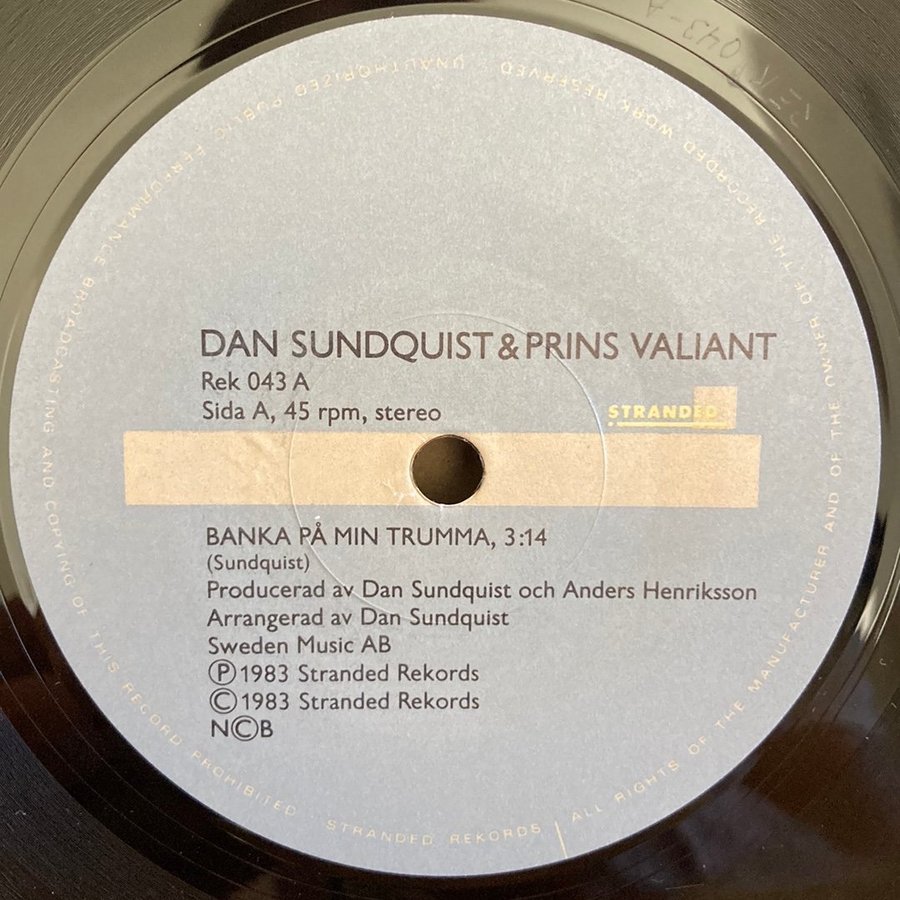 DAN SUNDQUIST & PRINS VALIANT
Rek 043 A
Sida A, 45 rpm, stereo
STRANDED
BANKA PÅ MIN TRUMMA, 3:14
(Sundquist)
Producerad av Dan Sundquist och Anders Henriksson
Arrangerad av Dan Sundquist
Sweden Music AB
Ⓟ 1983 Stranded Rekords
© 1983 Stranded Rekords
N©B
ALL RIGHTS OF THE MANUFACTURER AND OF THE OWNER OF THE RECORDED WORK RESERVED UNAUTHORIZED PUBLIC PERFORMANCE BROADCASTING AND COPYING OF THIS RECORD PROHIBITED STRANDED REKORDS